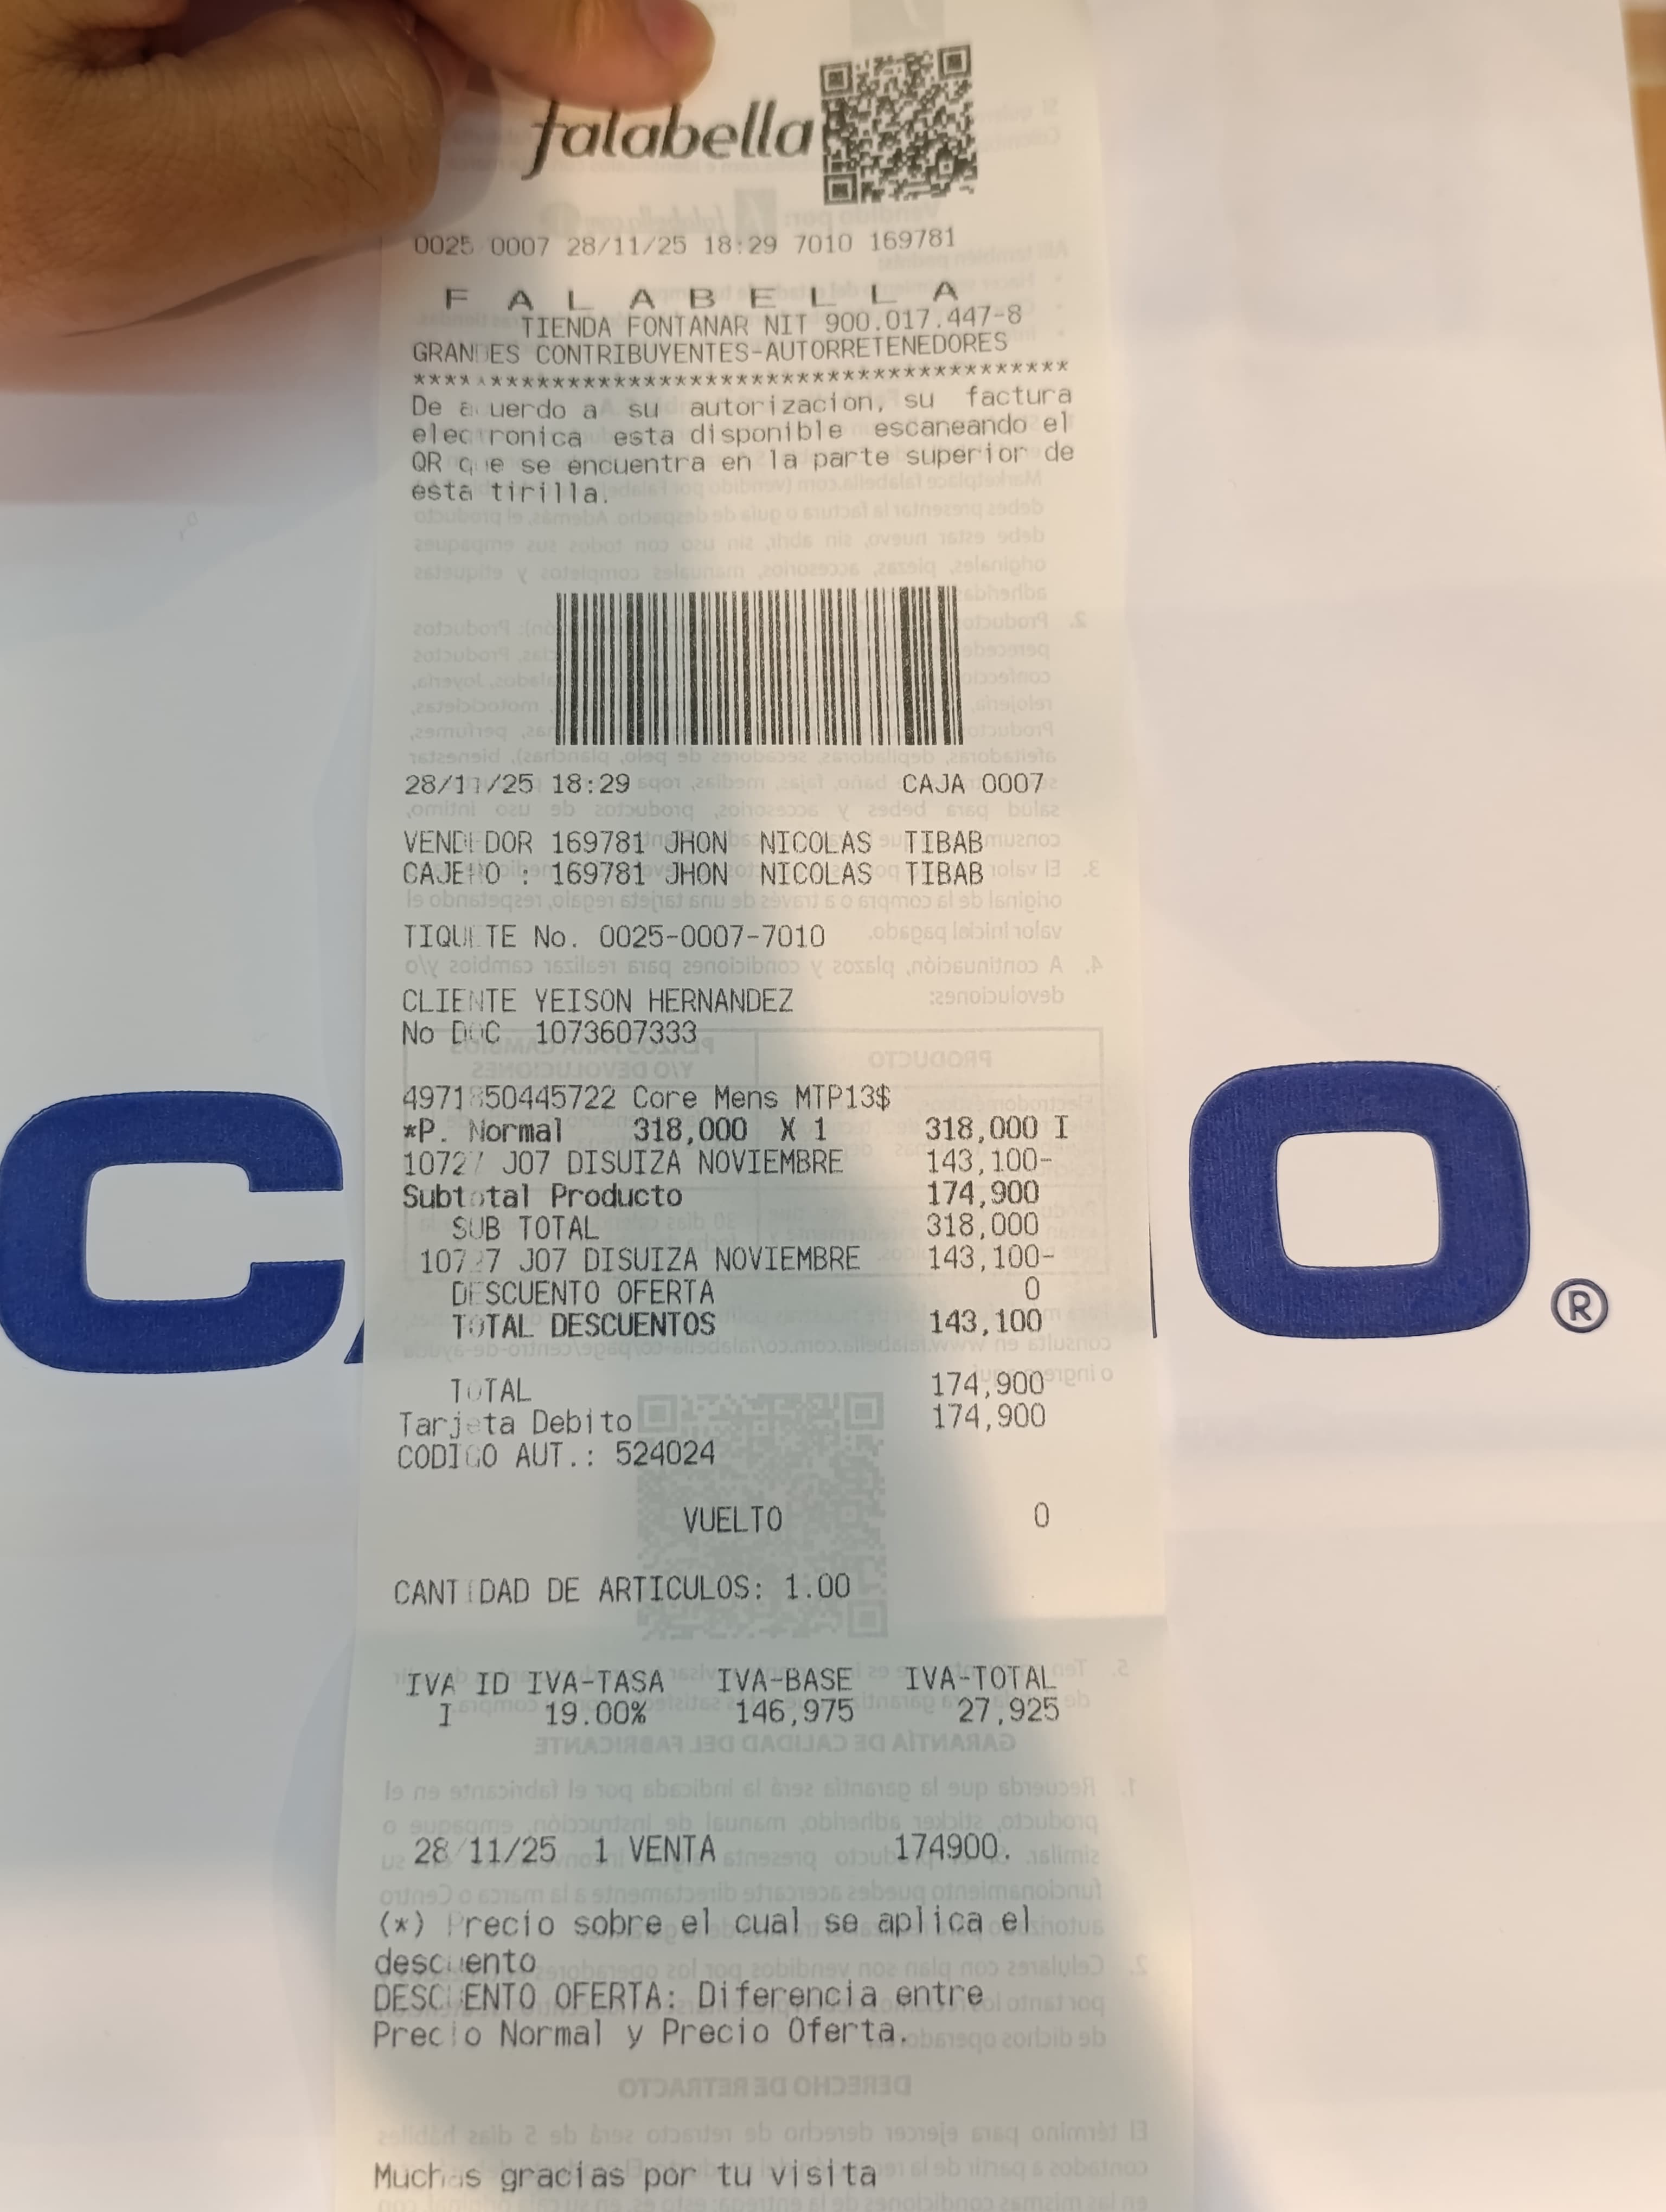 falabella
0025 0007 28/11/25 18:29 7010 169781
F A L A B E L L A
TIENDA FONTANAR NIT 900.017.447-8
GRANDES CONTRIBUYENTES-AUTORRETENEDORES
****************************************
De acuerdo a su autorizacion, su factura
electronica esta disponible escaneando el
QR que se encuentra en la parte superior de
esta tirilla.
28/11/25 18:29 CAJA 0007
VENDEDOR 169781 JHON NICOLAS TIBAB
CAJERO : 169781 JHON NICOLAS TIBAB
TIQUETE No. 0025-0007-7010
CLIENTE YEISON HERNANDEZ
No DOC 1073607333
4971850445722 Core Mens MTP13$
*P. Normal 318,000 X 1 318,000 I
10727 J07 DISUIZA NOVIEMBRE 143,100-
Subtotal Producto 174,900
SUB TOTAL 318,000
10727 J07 DISUIZA NOVIEMBRE 143,100-
DESCUENTO OFERTA 0
TOTAL DESCUENTOS 143,100
TOTAL 174,900
Tarjeta Debito 174,900
CODIGO AUT.: 524024
VUELTO 0
CANTIDAD DE ARTICULOS: 1.00
IVA ID IVA-TASA IVA-BASE IVA-TOTAL
I 19.00% 146,975 27,925
28/11/25 1 VENTA 174900.
(*) Precio sobre el cual se aplica el
descuento
DESCUENTO OFERTA: Diferencia entre
Precio Normal y Precio Oferta.
Muchas gracias por tu visita
C O ®